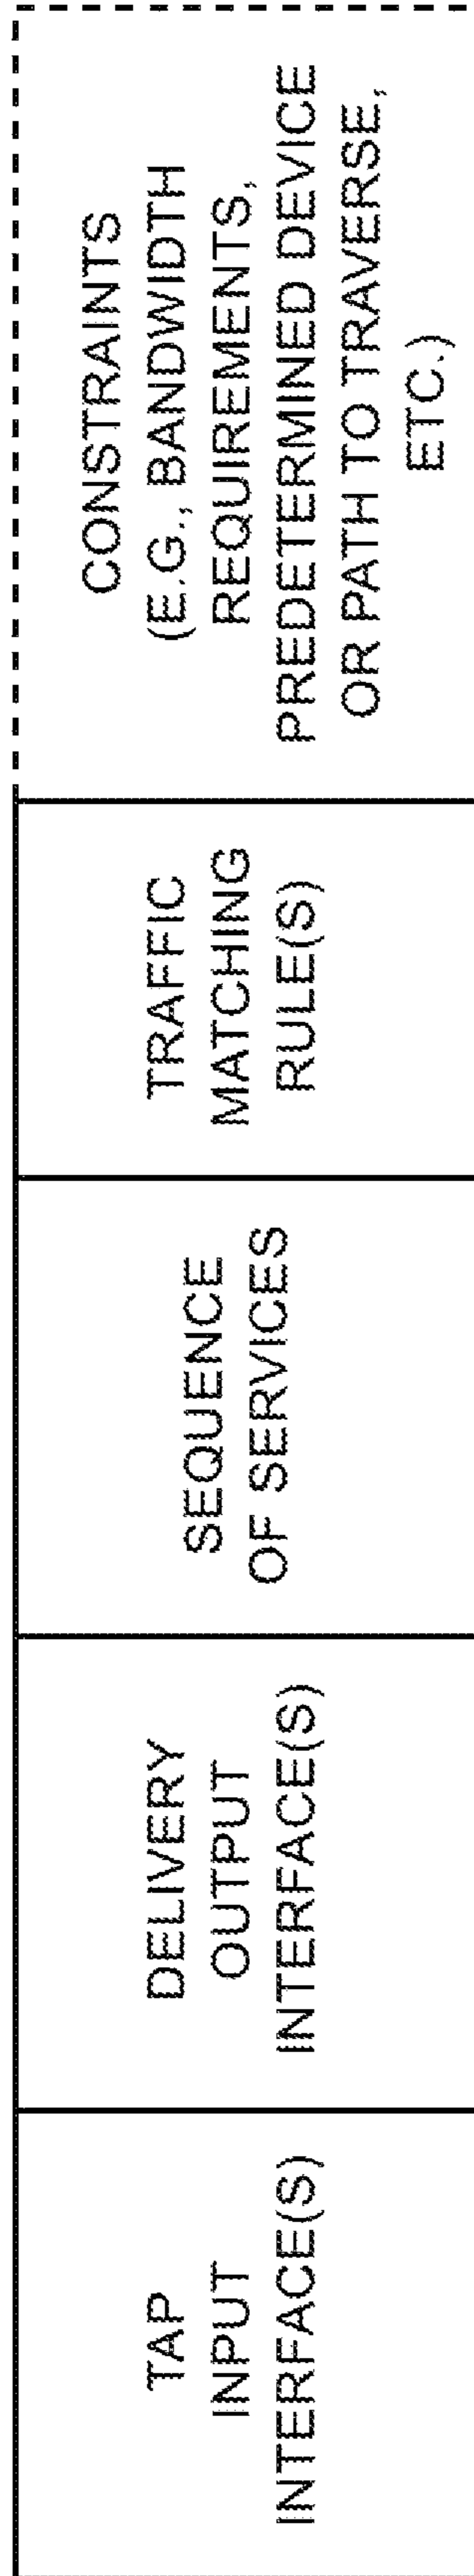 TAP
INPUT
INTERFACE(S)
DELIVERY
OUTPUT
INTERFACE(S)
SEQUENCE
OF SERVICES
TRAFFIC
MATCHING
RULE(S)
CONSTRAINTS
(E.G., BANDWIDTH
REQUIREMENTS,
PREDETERMINED DEVICE
OR PATH TO TRAVERSE,
ETC.)